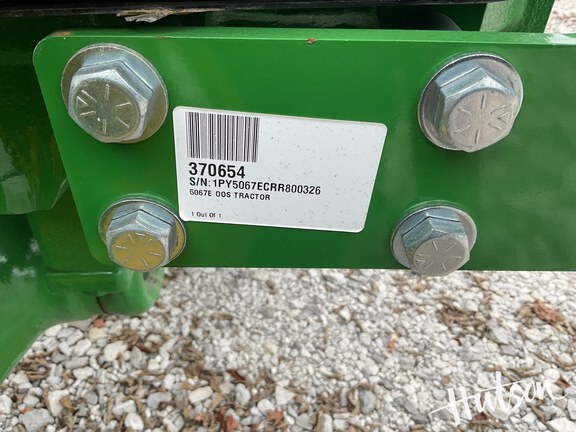 370654
S/N: 1PY5067ECRR800326
5067E OOS TRACTOR
1 Out Of 1
Hutson